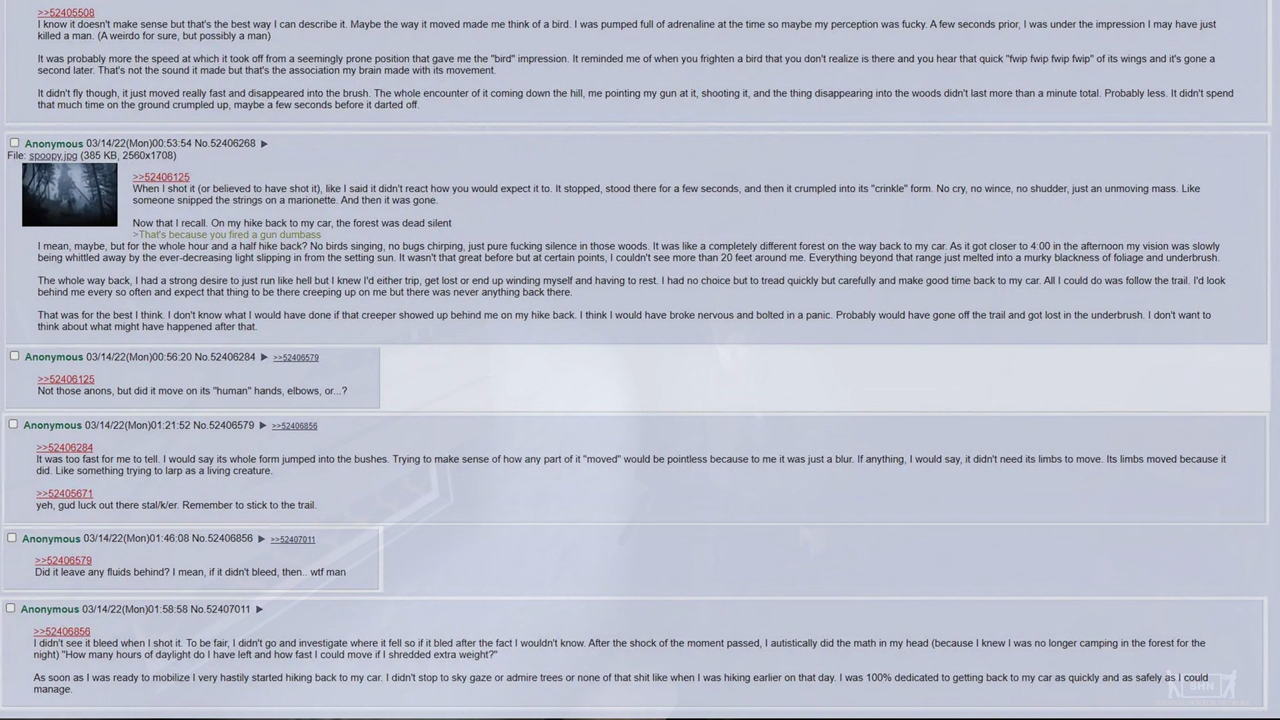 >>52405508
I know it doesn't make sense but that's the best way I can describe it. Maybe the way it moved made me think of a bird. I was pumped full of adrenaline at the time so maybe my perception was fucky. A few seconds prior, I was under the impression I may have just
killed a man. (A weirdo for sure, but possibly a man)
It was probably more the speed at which it took off from a seemingly prone position that gave me the "bird" impression. It reminded me of when you frighten a bird that you don't realize is there and you hear that quick "fwip fwip fwip fwip" of its wings and it's gone a
second later. That's not the sound it made but that's the association my brain made with its movement.
It didn't fly though, it just moved really fast and disappeared into the brush. The whole encounter of it coming down the hill, me pointing my gun at it, shooting it, and the thing disappearing into the woods didn't last more than a minute total. Probably less. It didn't spend
that much time on the ground crumpled up, maybe a few seconds before it darted off.
Anonymous 03/14/22(Mon)00:53:54 No.52406268 ▶
File: spoopy.jpg (385 KB, 2560x1708)
>>52406125
When I shot it (or believed to have shot it), like I said it didn't react how you would expect it to. It stopped, stood there for a few seconds, and then it crumpled into its "crinkle" form. No cry, no wince, no shudder, just an unmoving mass. Like
someone snipped the strings on a marionette. And then it was gone.
Now that I recall. On my hike back to my car, the forest was dead silent
>That's because you fired a gun dumbass
I mean, maybe, but for the whole hour and a half hike back? No birds singing, no bugs chirping, just pure fucking silence in those woods. It was like a completely different forest on the way back to my car. As it got closer to 4:00 in the afternoon my vision was slowly
being whittled away by the ever-decreasing light slipping in from the setting sun. It wasn't that great before but at certain points, I couldn't see more than 20 feet around me. Everything beyond that range just melted into a murky blackness of foliage and underbrush.
The whole way back, I had a strong desire to just run like hell but I knew I'd either trip, get lost or end up winding myself and having to rest. I had no choice but to tread quickly but carefully and make good time back to my car. All I could do was follow the trail. I'd look
behind me every so often and expect that thing to be there creeping up on me but there was never anything back there.
That was for the best I think. I don't know what I would have done if that creeper showed up behind me on my hike back. I think I would have broke nervous and bolted in a panic. Probably would have gone off the trail and got lost in the underbrush. I don't want to
think about what might have happened after that.
Anonymous 03/14/22(Mon)00:56:20 No.52406284 ▶ >>52406579
>>52406125
Not those anons, but did it move on its "human" hands, elbows, or...?
Anonymous 03/14/22(Mon)01:21:52 No.52406579 ▶ >>52406856
>>52406284
It was too fast for me to tell. I would say its whole form jumped into the bushes. Trying to make sense of how any part of it "moved" would be pointless because to me it was just a blur. If anything, I would say, it didn't need its limbs to move. Its limbs moved because it
did. Like something trying to larp as a living creature.
>>52405671
yeh, gud luck out there stal/k/er. Remember to stick to the trail.
Anonymous 03/14/22(Mon)01:46:08 No.52406856 ▶ >>52407011
>>52406579
Did it leave any fluids behind? I mean, if it didn't bleed, then.. wtf man
Anonymous 03/14/22(Mon)01:58:58 No.52407011 ▶
>>52406856
I didn't see it bleed when I shot it. To be fair, I didn't go and investigate where it fell so if it bled after the fact I wouldn't know. After the shock of the moment passed, I autistically did the math in my head (because I knew I was no longer camping in the forest for the
night) "How many hours of daylight do I have left and how fast I could move if I shredded extra weight?"
As soon as I was ready to mobilize I very hastily started hiking back to my car. I didn't stop to sky gaze or admire trees or none of that shit like when I was hiking earlier on that day. I was 100% dedicated to getting back to my car as quickly and as safely as I could
manage.